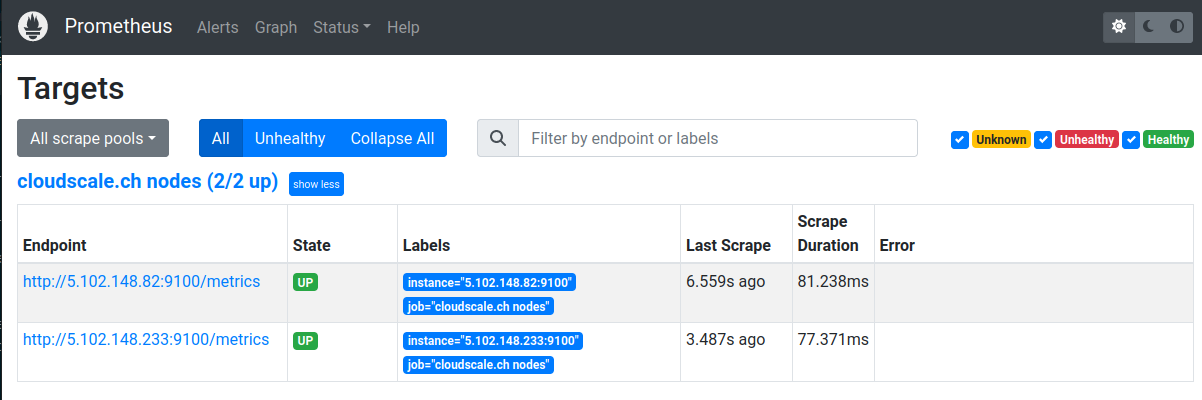 Prometheus Alerts Graph Status Help
Targets
All scrape pools All Unhealthy Collapse All Filter by endpoint or labels Unknown Unhealthy Healthy
cloudscale.ch nodes (2/2 up) show less
Endpoint State Labels Last Scrape Scrape Duration Error
http://5.102.148.82:9100/metrics UP instance="5.102.148.82:9100" 6.559s ago 81.238ms
job="cloudscale.ch nodes"
http://5.102.148.233:9100/metrics UP instance="5.102.148.233:9100" 3.487s ago 77.371ms
job="cloudscale.ch nodes"